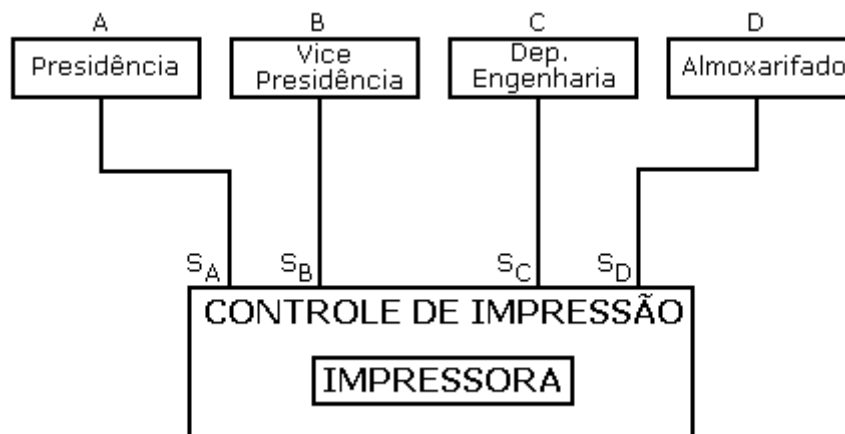 A B C D
Presidência
Vice
Presidência
Dep.
Engenharia
Almoxarifado
SA SB SC SD
CONTROLE DE IMPRESSÃO
IMPRESSORA